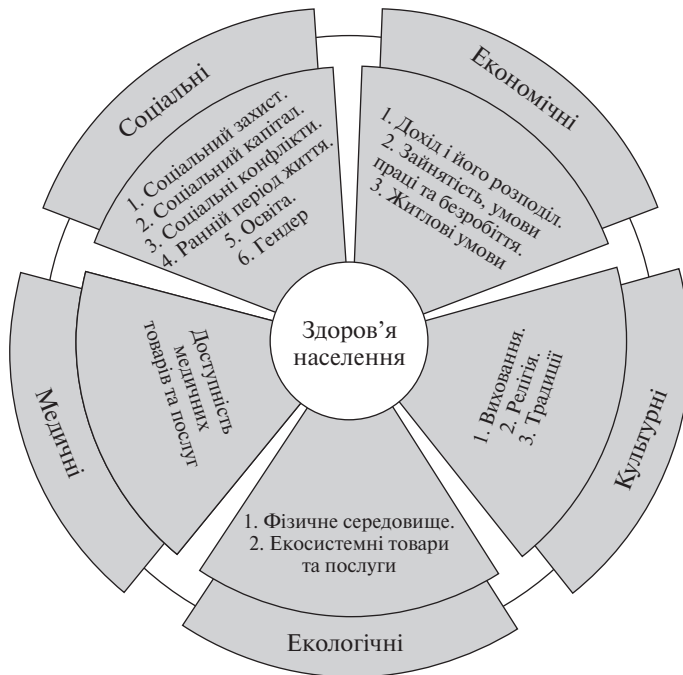 Соціальні
1. Соціальний захист.
2. Соціальний капітал.
3. Соціальні конфлікти.
4. Ранній період життя.
5. Освіта.
6. Гендер
Економічні
1. Дохід і його розподіл.
2. Зайнятість, умови
праці та безробіття.
3. Житлові умови
Здоров’я
населення
Медичні
Доступність
медичних
товарів та послуг
Культурні
1. Виховання.
2. Релігія.
3. Традиції
1. Фізичне середовище.
2. Екосистемні товари
та послуги
Екологічні